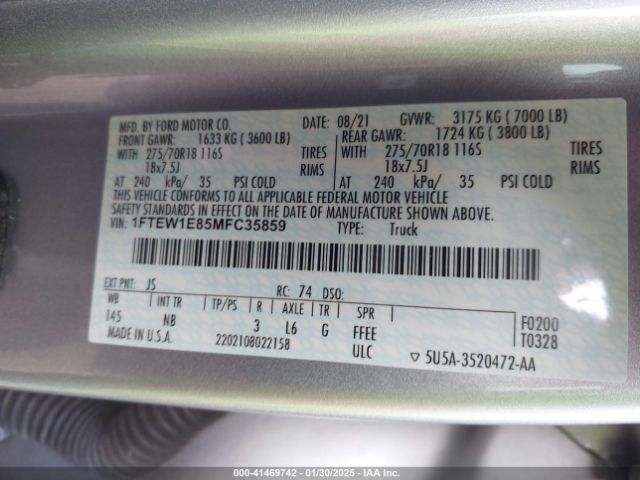 MFD. BY FORD MOTOR CO. DATE: 08/21 GVWR: 3175 KG ( 7000 LB)
FRONT GAWR: 1633 KG ( 3600 LB) REAR GAWR: 1724 KG ( 3800 LB)
WITH 275/70R18 116S TIRES WITH 275/70R18 116S TIRES
18x7.5J RIMS 18x7.5J RIMS
AT 240 kPa/ 35 PSI COLD AT 240 kPa/ 35 PSI COLD
THIS VEHICLE CONFORMS TO ALL APPLICABLE FEDERAL MOTOR VEHICLE
SAFETY STANDARDS IN EFFECT ON THE DATE OF MANUFACTURE SHOWN ABOVE.
VIN: 1FTEW1E85MFC35859 TYPE: Truck
EXT PNT: JS RC: 74 DSO:
WB INT TR TP/PS R AXLE TR SPR
145 NB 3 L6 G FFEE F0200
MADE IN U.S.A. 2202108022158 ULC T0328
▽ 5U5A-3520472-AA
000-41469742 - 01/30/2025 - IAA Inc.